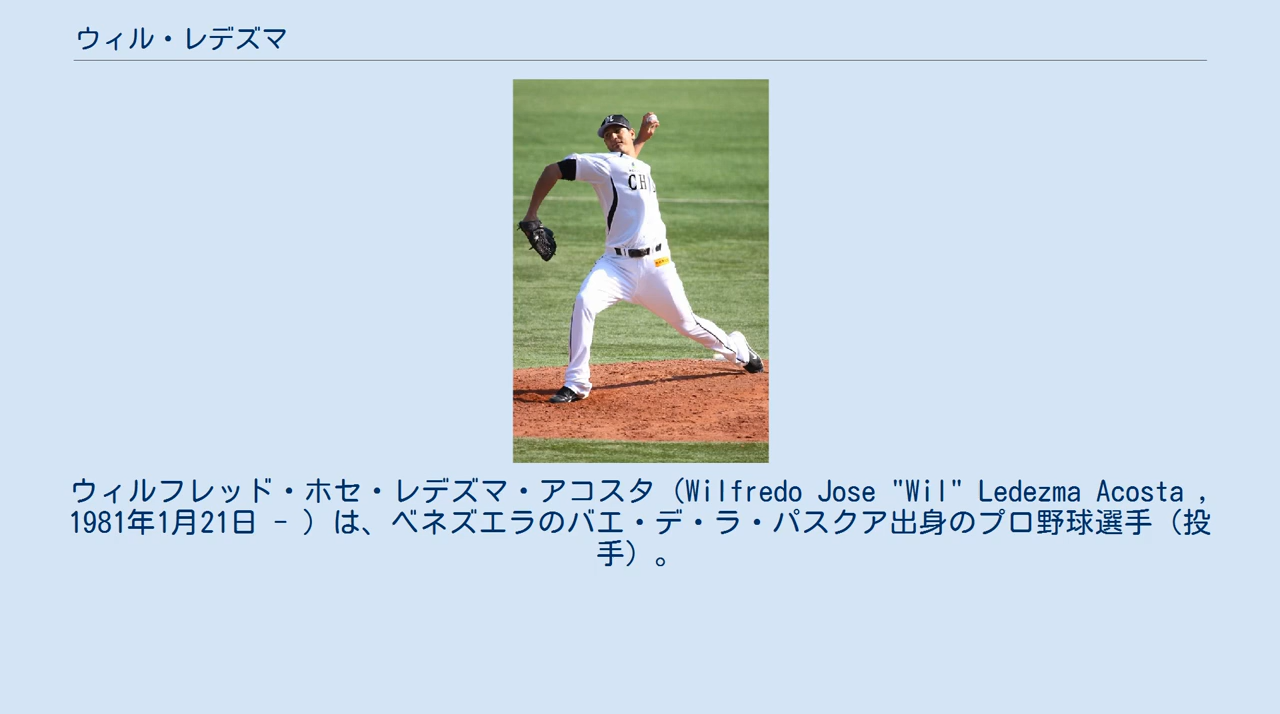 ウィル・レデズマ
CHI
ウィルフレッド・ホセ・レデズマ・アコスタ（Wilfredo Jose "Wil" Ledezma Acosta ,
1981年1月21日 - ）は、ベネズエラのバエ・デ・ラ・パスクア出身のプロ野球選手（投
手）。